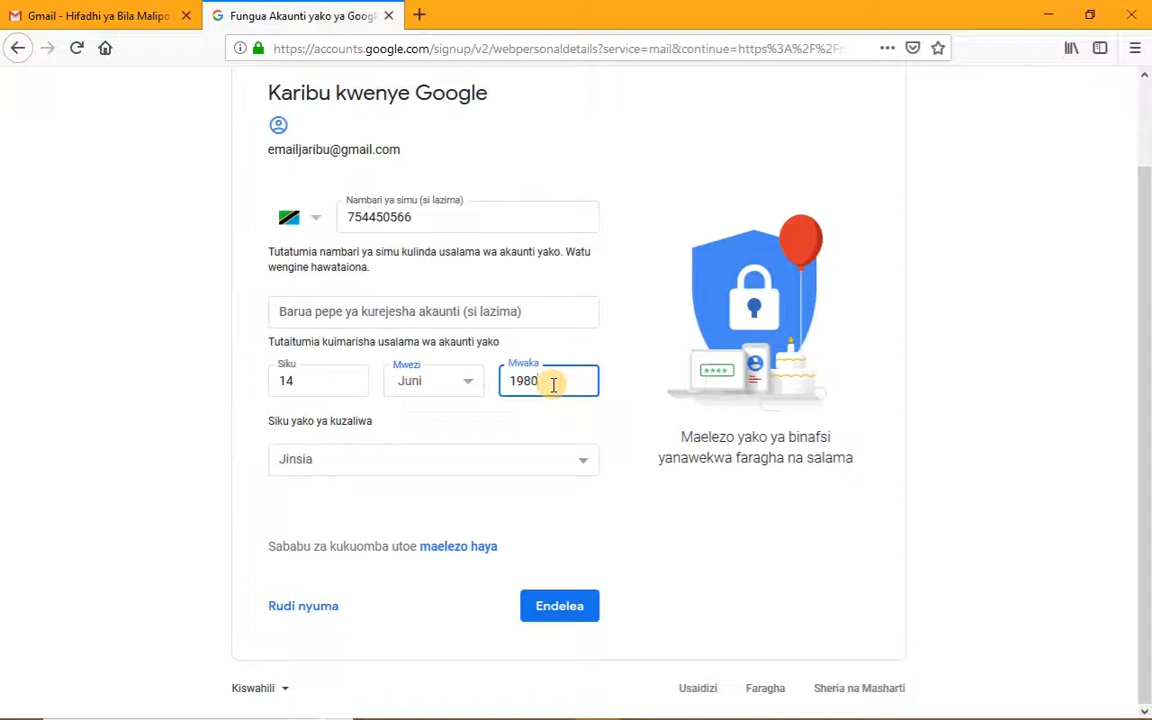 Gmail - Hifadhi ya Bila Malipo
Fungua Akaunti yako ya Googl
https://accounts.google.com/signup/v2/webpersonaldetails?service=mail&continue=https%3A%2F%2F
Karibu kwenye Google
emailjaribu@gmail.com
Nambari ya simu (si lazima)
754450566
Tutatumia nambari ya simu kulinda usalama wa akaunti yako. Watu
wengine hawataiona.
Barua pepe ya kurejesha akaunti (si lazima)
Tutaitumia kuimarisha usalama wa akaunti yako
Siku Mwezi Mwaka
14 Juni 1980
Siku yako ya kuzaliwa
Jinsia
Maelezo yako ya binafsi
yanawekwa faragha na salama
Sababu za kukuomba utoe maelezo haya
Rudi nyuma Endelea
Kiswahili Usaidizi Faragha Sheria na Masharti